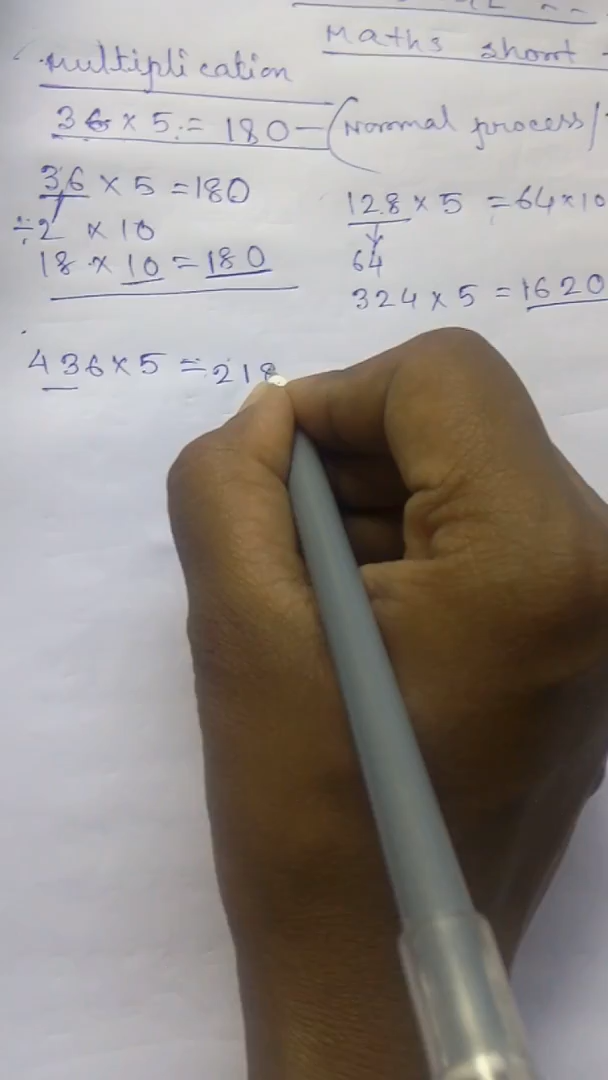 Maths short
Multiplication
36 × 5 = 180 — (Normal process/
36 × 5 = 180
÷2 × 10
18 × 10 = 180
128 × 5 = 64 × 10
64
324 × 5 = 1620
436 × 5 = 218